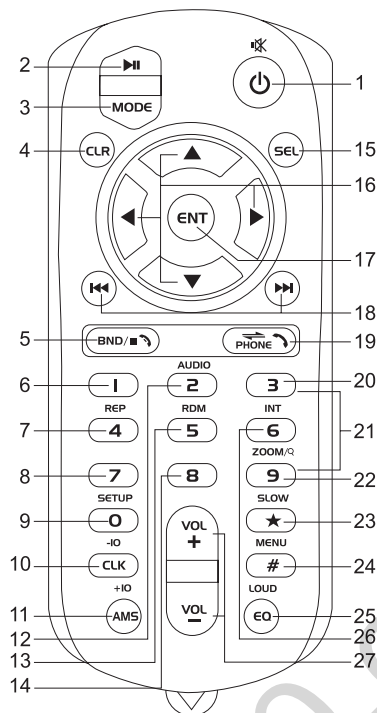 2
1
3
MODE
4
CLR
SEL
15
16
ENT
17
18
5
BND/■
PHONE
19
AUDIO
6
1
2
3
20
REP
RDM
INT
21
7
4
5
6
ZOOM/
8
7
8
9
22
SETUP
SLOW
9
0
VOL
+
★
23
-10
MENU
10
CLK
#
24
+10
VOL
–
LOUD
11
AMS
EQ
25
12
26
13
27
14